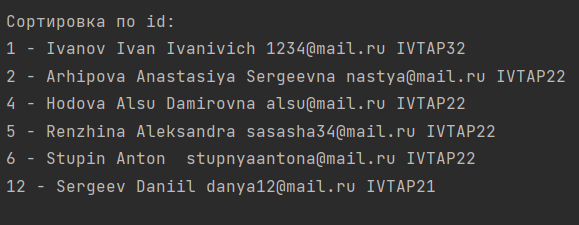 Сортировка по id:
1 - Ivanov Ivan Ivanivich 1234@mail.ru IVTAP32
2 - Arhipova Anastasiya Sergeevna nastya@mail.ru IVTAP22
4 - Hodova Alsu Damirovna alsu@mail.ru IVTAP22
5 - Renzhina Aleksandra sasasha34@mail.ru IVTAP22
6 - Stupin Anton  stupnyaantona@mail.ru IVTAP22
12 - Sergeev Daniil danya12@mail.ru IVTAP21